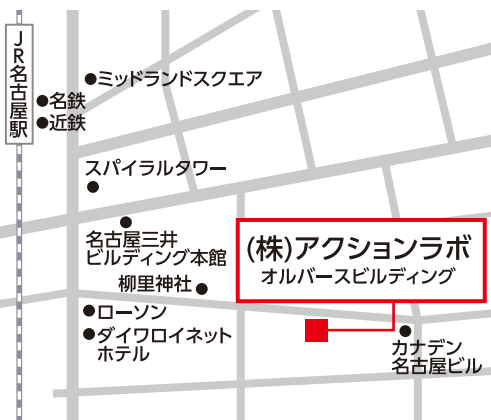 JR名古屋駅
●ミッドランドスクエア
●名鉄
●近鉄
スパイラルタワー
名古屋三井
ビルディング本館
柳里神社
(株)アクションラボ
オルバースビルディング
●ローソン
●ダイワロイネット
ホテル
カナデン
名古屋ビル